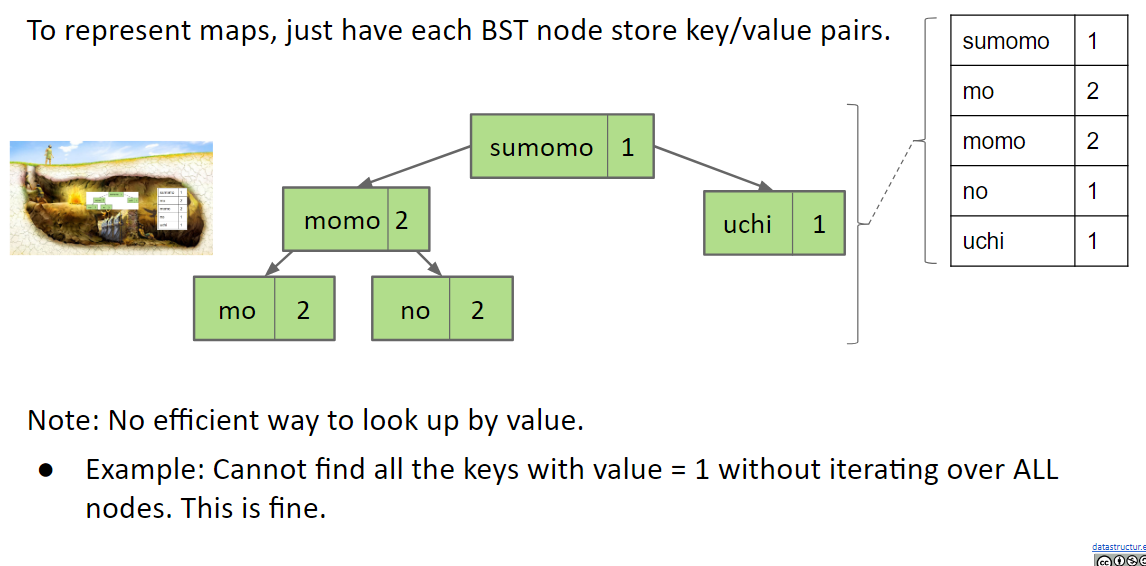 To represent maps, just have each BST node store key/value pairs.
sumomo 1
mo 2
momo 2
no 1
uchi 1
sumomo 1
momo 2
uchi 1
mo 2
no 2
Note: No efficient way to look up by value.
● Example: Cannot find all the keys with value = 1 without iterating over ALL
nodes. This is fine.
datastructur.e
cc